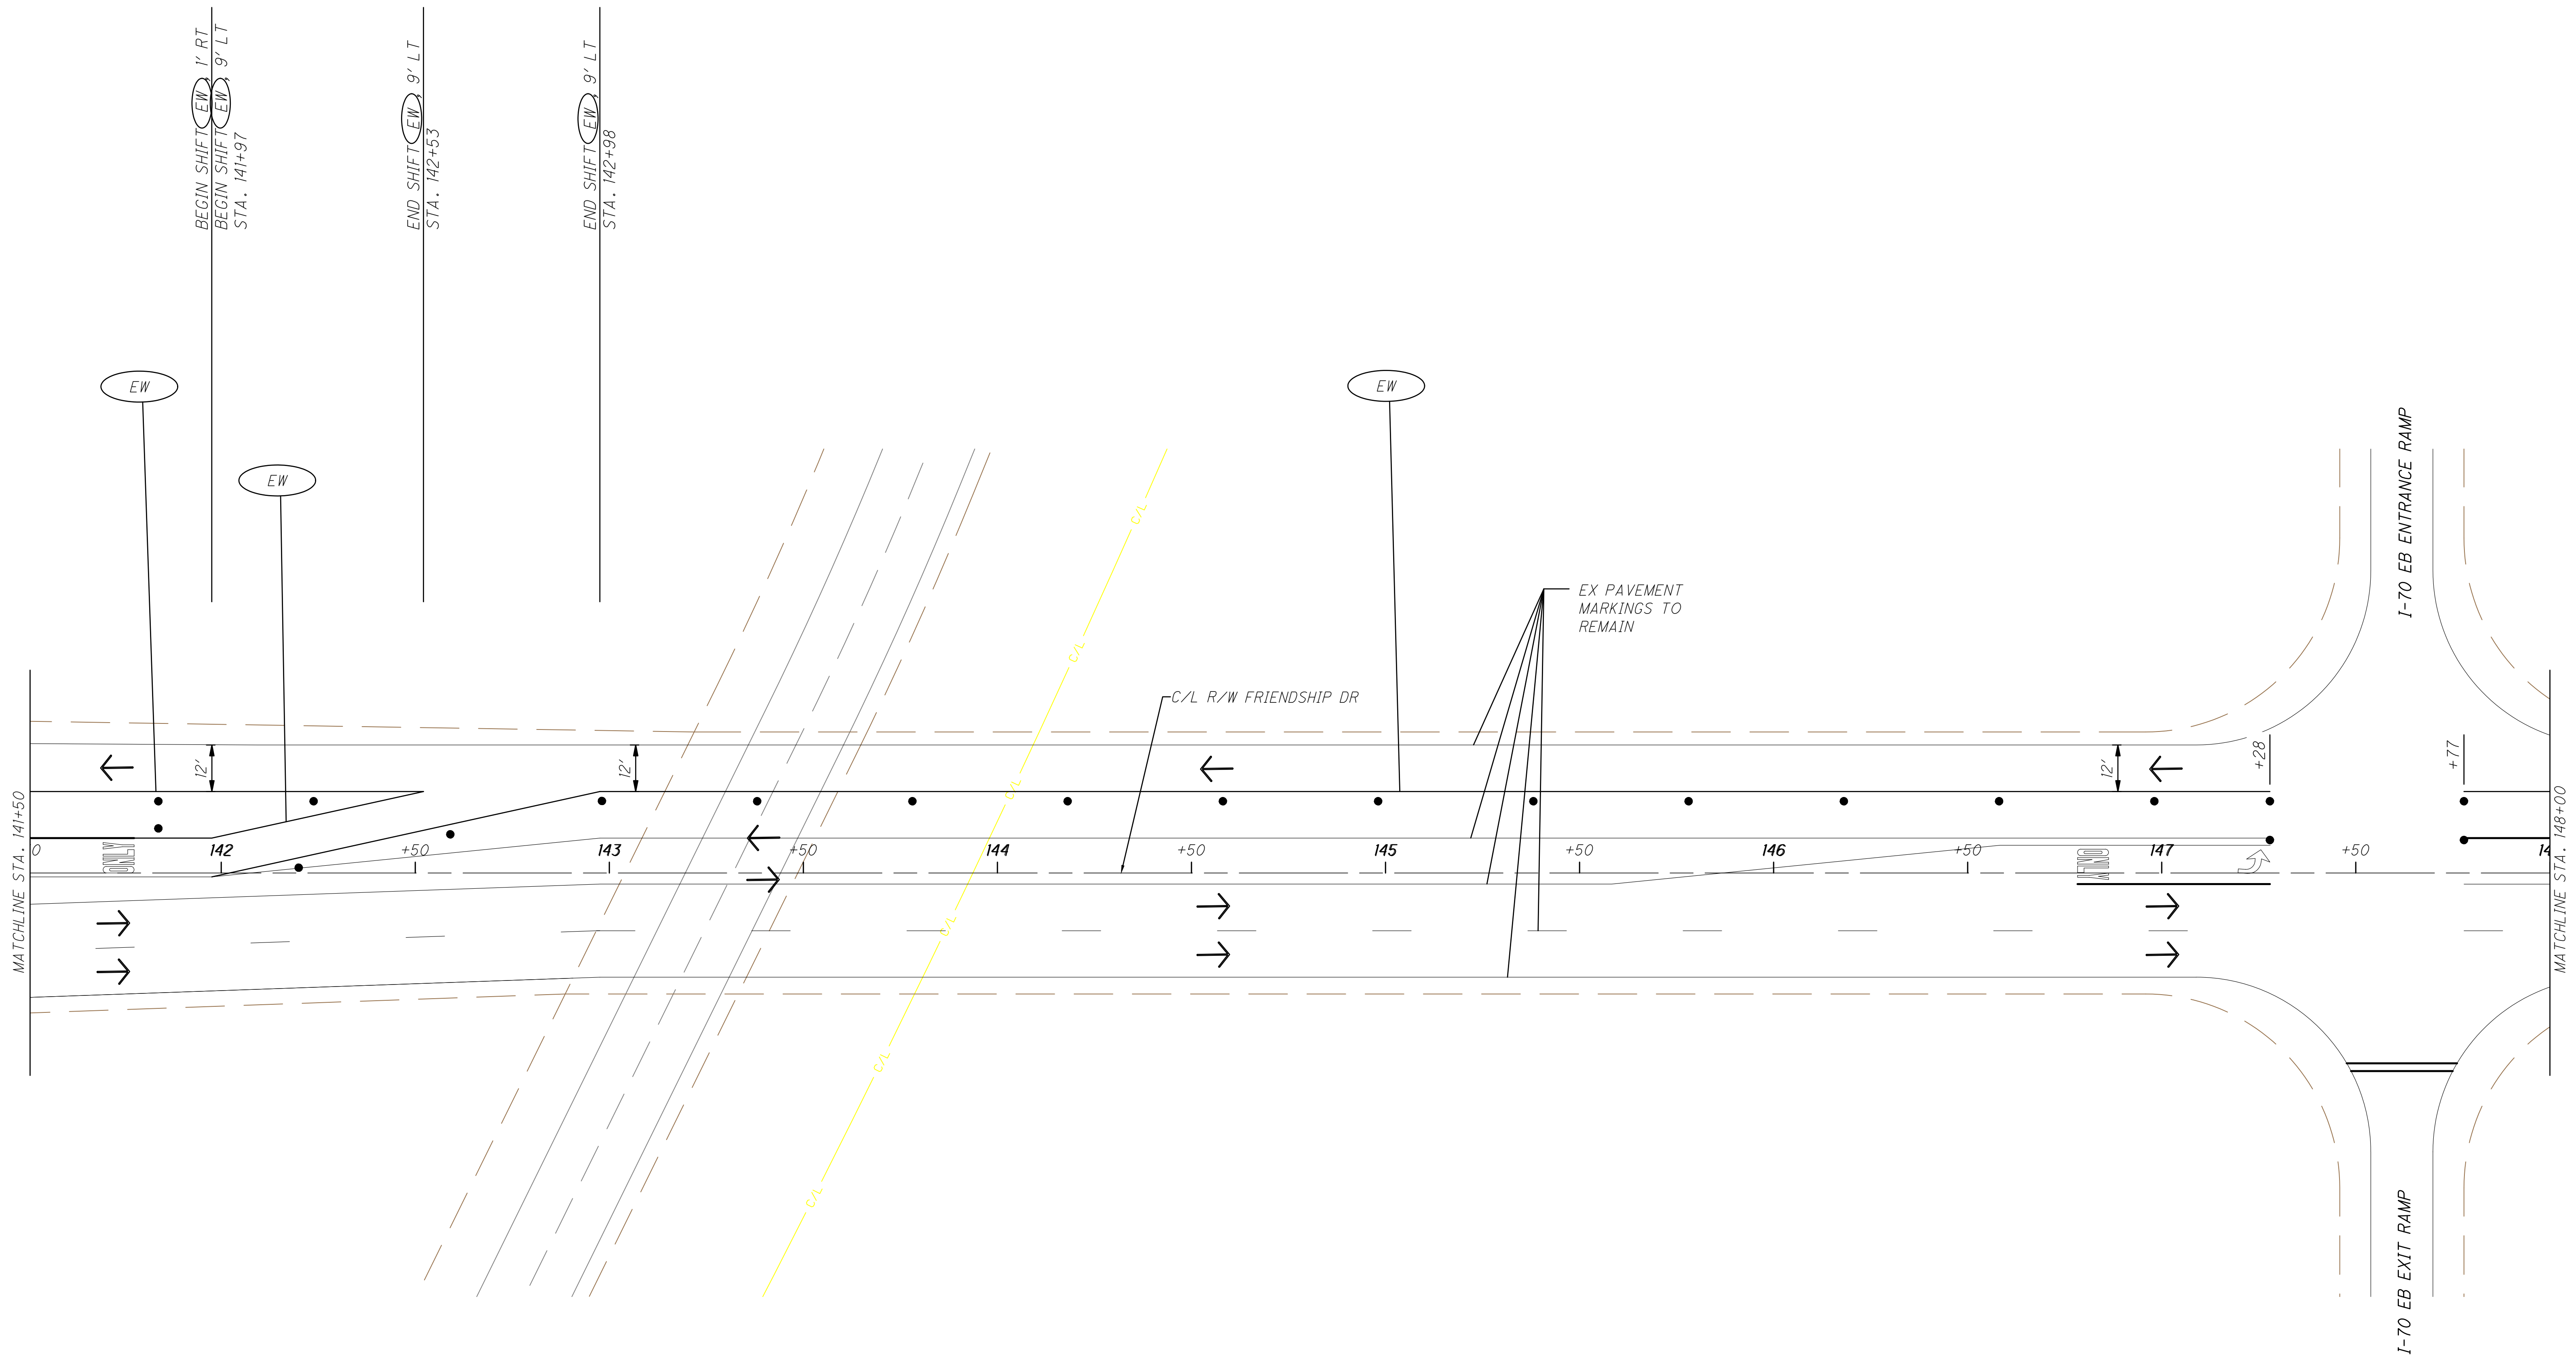 BEGIN SHIFT EW, 1' RT
BEGIN SHIFT EW, 9' LT
STA. 141+97
END SHIFT EW, 9' LT
STA. 142+53
END SHIFT EW, 9' LT
STA. 142+98
EW
EW
EW
I-70 EB ENTRANCE RAMP
EX PAVEMENT
MARKINGS TO
REMAIN
C/L R/W FRIENDSHIP DR
C/L
C/L
C/L
C/L
C/L
C/L
12'
12'
12'
+28
+77
MATCHLINE STA. 141+50
0
ONLY
142
+50
143
+50
144
+50
145
+50
146
+50
147
ONLY
+50
14
MATCHLINE STA. 148+00
I-70 EB EXIT RAMP